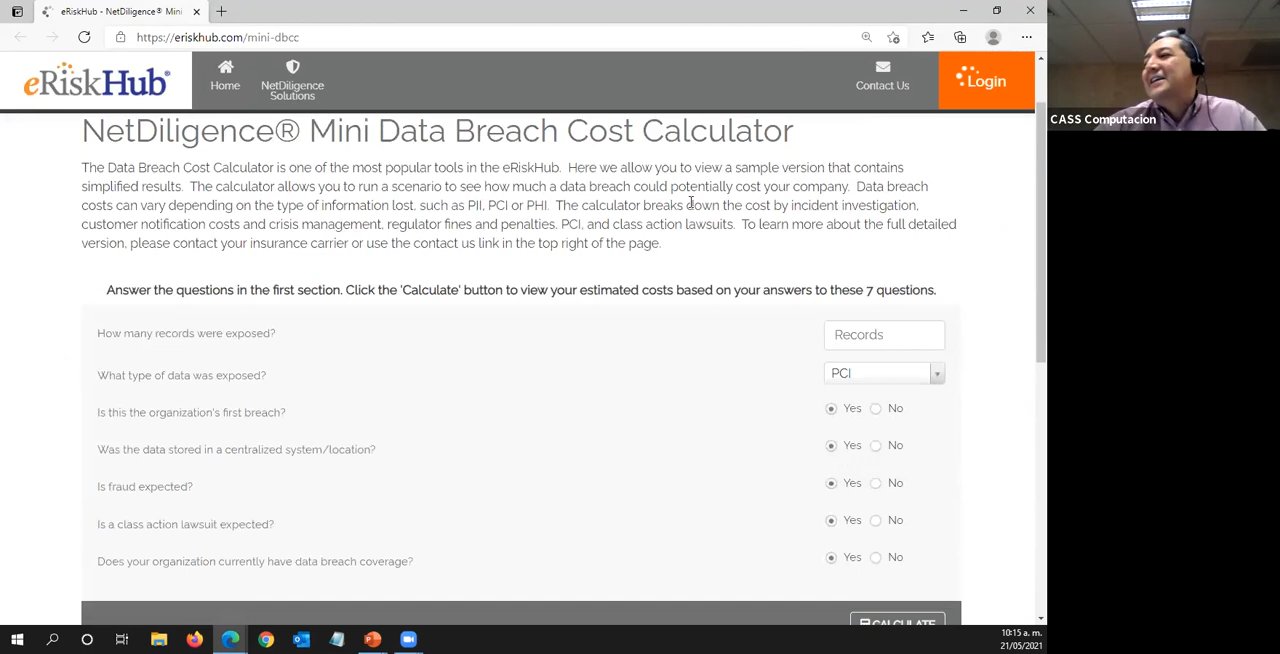 eRiskHub - NetDiligence® Mini
https://eriskhub.com/mini-dbcc
eRiskHub®
Home
NetDiligence
Solutions
Contact Us
Login
CASS Computacion
NetDiligence® Mini Data Breach Cost Calculator
The Data Breach Cost Calculator is one of the most popular tools in the eRiskHub. Here we allow you to view a sample version that contains
simplified results. The calculator allows you to run a scenario to see how much a data breach could potentially cost your company. Data breach
costs can vary depending on the type of information lost, such as PII, PCI or PHI. The calculator breaks down the cost by incident investigation,
customer notification costs and crisis management, regulator fines and penalties, PCI, and class action lawsuits. To learn more about the full detailed
version, please contact your insurance carrier or use the contact us link in the top right of the page.
Answer the questions in the first section. Click the 'Calculate' button to view your estimated costs based on your answers to these 7 questions.
How many records were exposed? Records
What type of data was exposed? PCI
Is this the organization's first breach? Yes No
Was the data stored in a centralized system/location? Yes No
Is fraud expected? Yes No
Is a class action lawsuit expected? Yes No
Does your organization currently have data breach coverage? Yes No
CALCULATE
10:15 a. m.
21/05/2021